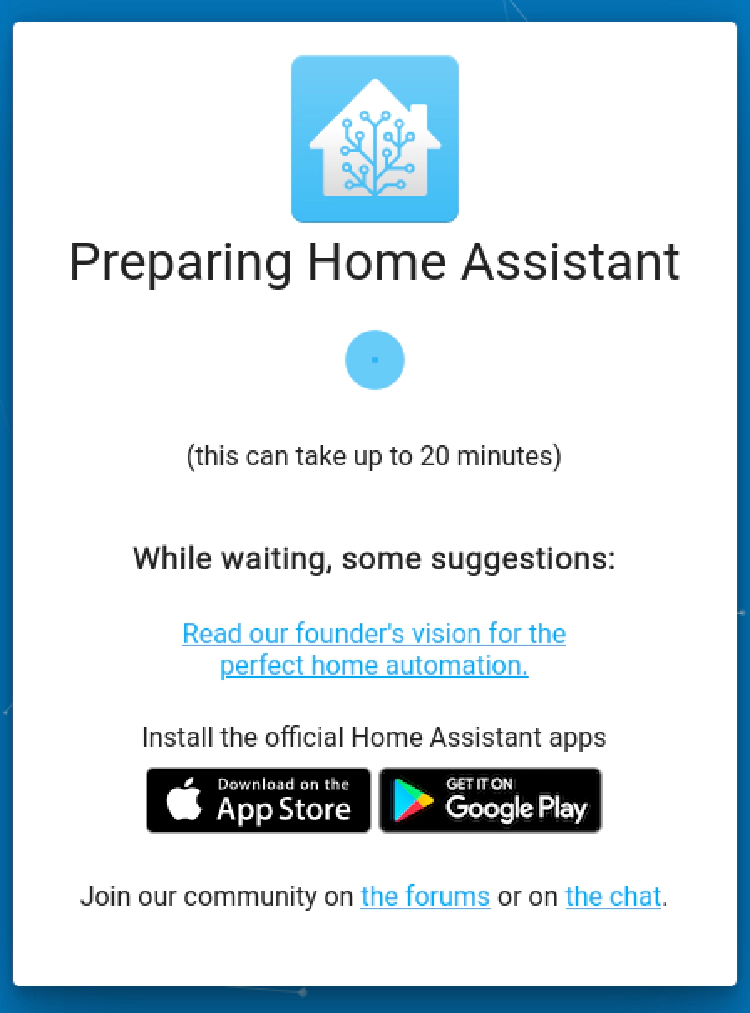 Preparing Home Assistant
(this can take up to 20 minutes)
While waiting, some suggestions:
Read our founder's vision for the
perfect home automation.
Install the official Home Assistant apps
Download on the
App Store
GET IT ON
Google Play
Join our community on the forums or on the chat.